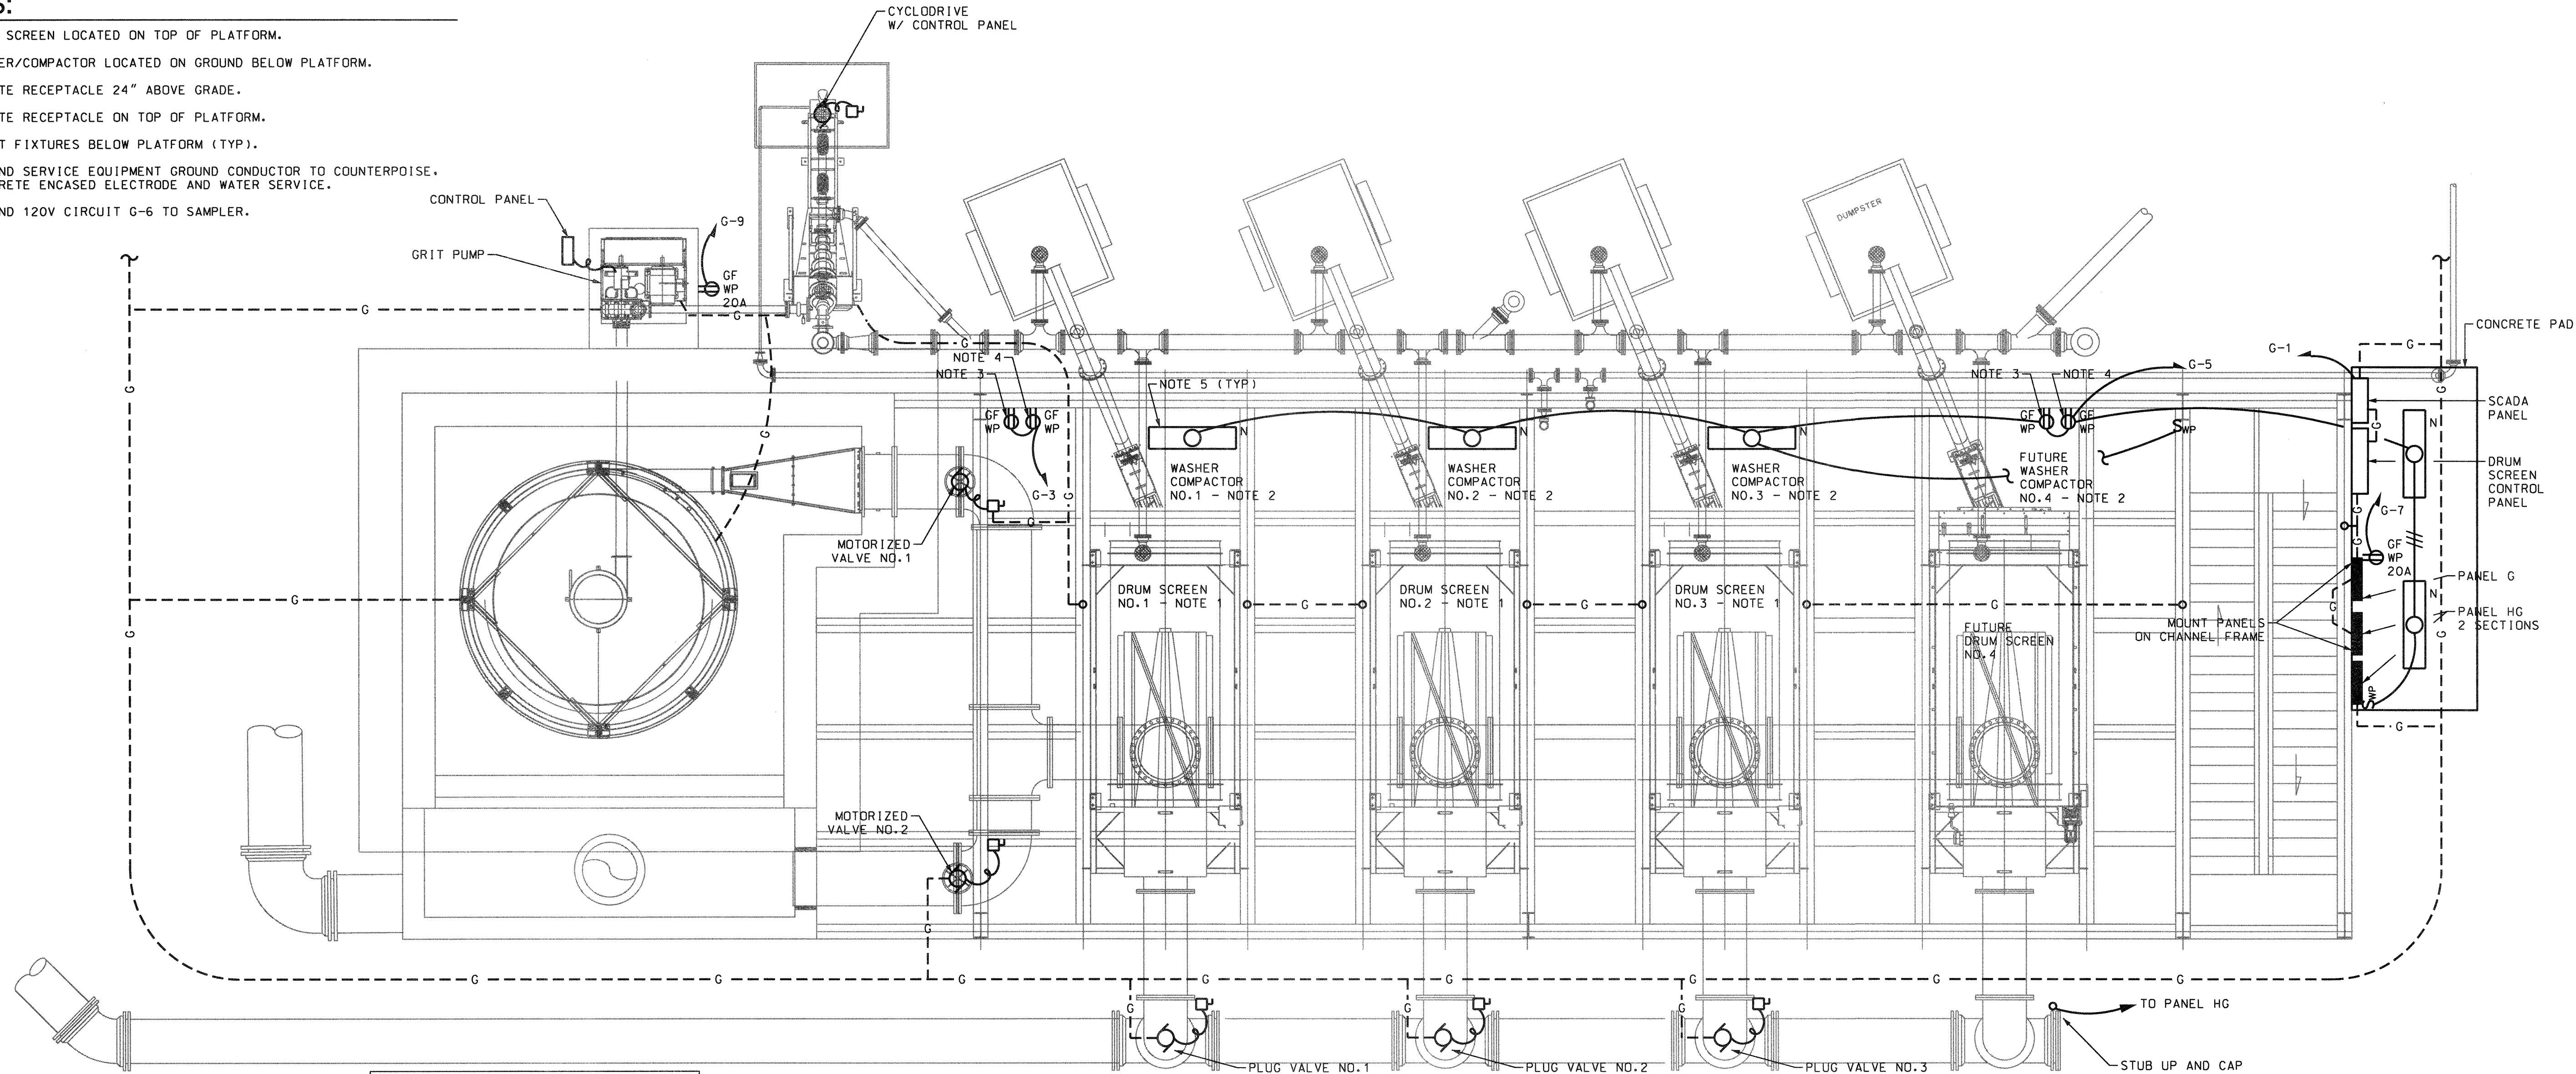 S:
SCREEN LOCATED ON TOP OF PLATFORM.
ER/COMPACTOR LOCATED ON GROUND BELOW PLATFORM.
TE RECEPTACLE 24" ABOVE GRADE.
TE RECEPTACLE ON TOP OF PLATFORM.
T FIXTURES BELOW PLATFORM (TYP).
ND SERVICE EQUIPMENT GROUND CONDUCTOR TO COUNTERPOISE,
RETE ENCASED ELECTRODE AND WATER SERVICE.
ND 120V CIRCUIT G-6 TO SAMPLER.
CYCLODRIVE
W/ CONTROL PANEL
CONTROL PANEL
GRIT PUMP
G-9
GF
WP
20A
DUMPSTER
G
G
G
G
G
G
G
G
G
NOTE 4
NOTE 3
GF
WP
GF
WP
G-3
NOTE 5 (TYP)
N
N
N
WASHER
COMPACTOR
NO.1 - NOTE 2
WASHER
COMPACTOR
NO.2 - NOTE 2
WASHER
COMPACTOR
NO.3 - NOTE 2
FUTURE
WASHER
COMPACTOR
NO.4 - NOTE 2
NOTE 3
NOTE 4
GF
WP
GF
WP
G-5
SWP
G-1
CONCRETE PAD
SCADA
PANEL
DRUM
SCREEN
CONTROL
PANEL
G
G
G
G
G
G
N
G-7
GF
WP
20A
PANEL G
N
PANEL HG
2 SECTIONS
MOUNT PANELS
ON CHANNEL FRAME
G
G
SWP
G
MOTORIZED
VALVE NO.1
MOTORIZED
VALVE NO.2
DRUM SCREEN
NO.1 - NOTE 1
G
DRUM SCREEN
NO.2 - NOTE 1
G
DRUM SCREEN
NO.3 - NOTE 1
G
FUTURE
DRUM SCREEN
NO.4
G
G
G
G
G
G
G
G
G
G
G
G
G
TO PANEL HG
STUB UP AND CAP
PLUG VALVE NO.1
PLUG VALVE NO.2
PLUG VALVE NO.3